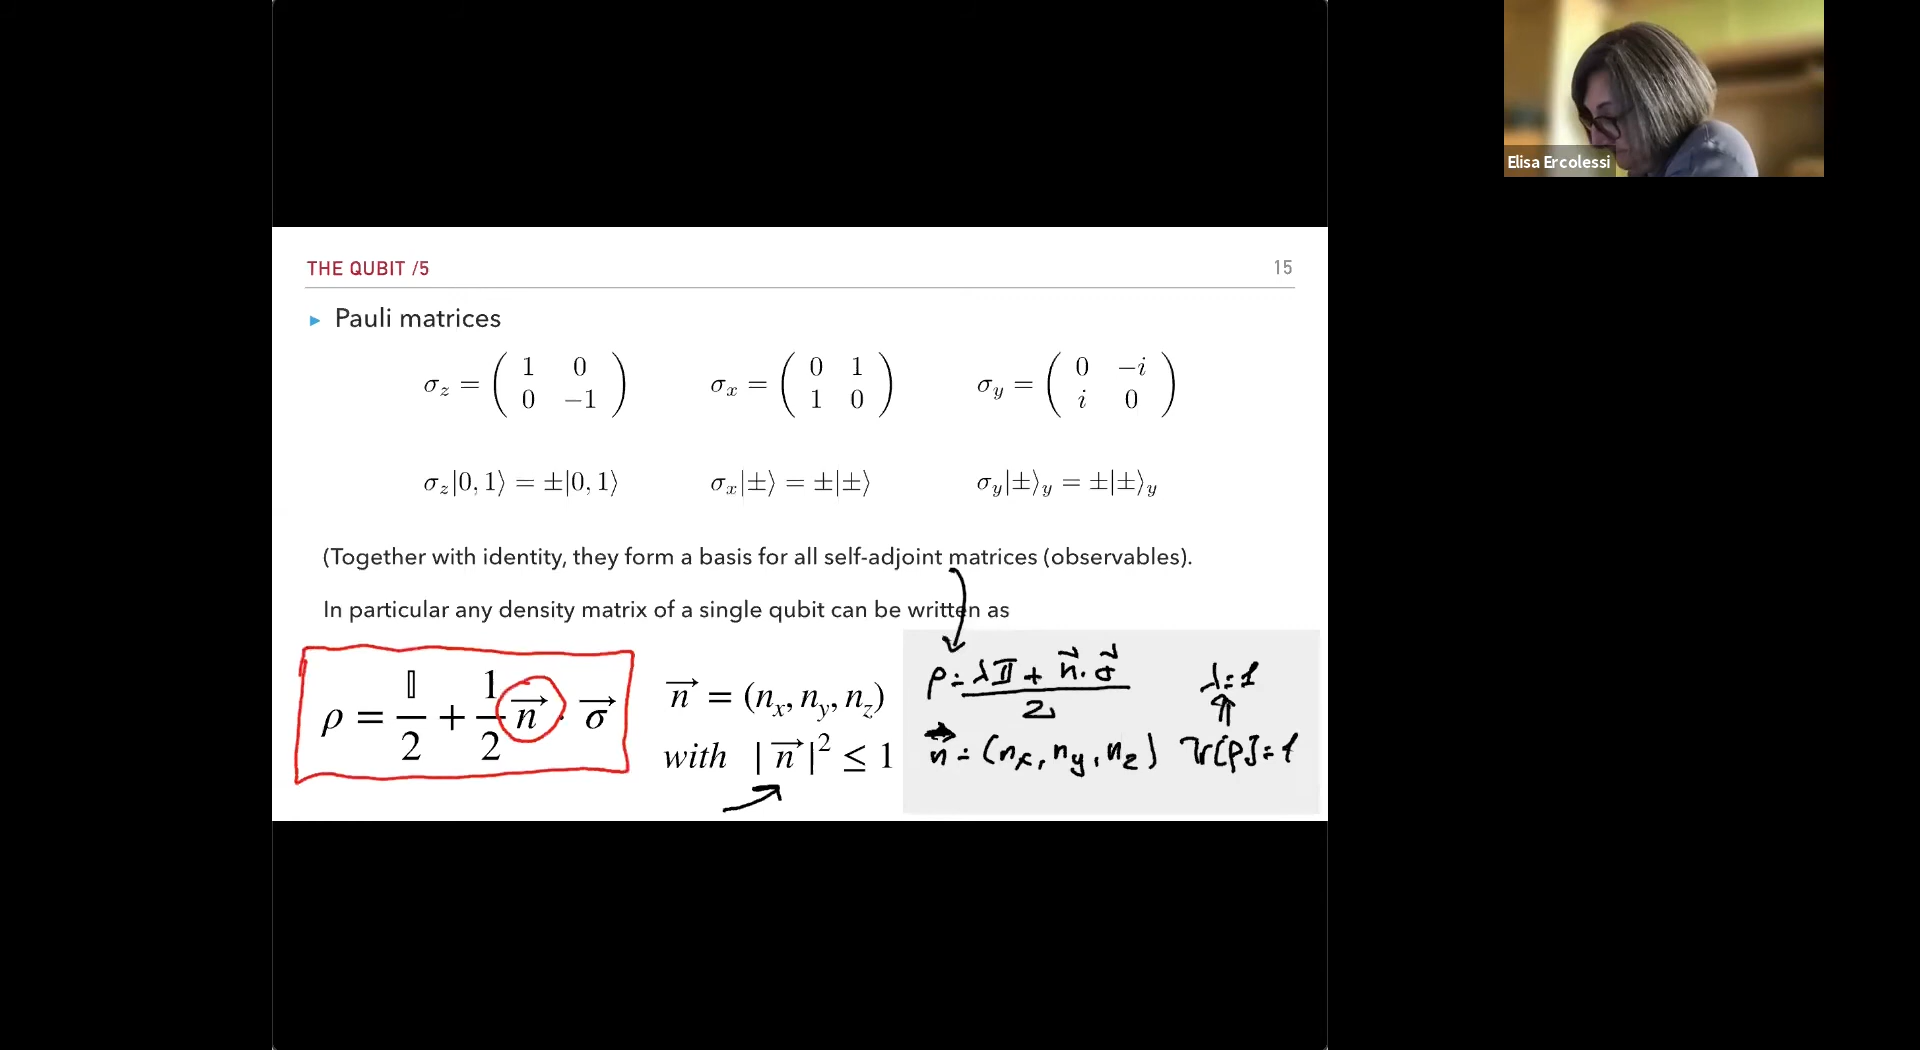 Elisa Ercolessi
THE QUBIT /5
15
▸ Pauli matrices
σ_z = ( 1 0 ; 0 −1 ) σ_x = ( 0 1 ; 1 0 ) σ_y = ( 0 −i ; i 0 )
σ_z|0, 1⟩ = ±|0, 1⟩ σ_x|±⟩ = ±|±⟩ σ_y|±⟩_y = ±|±⟩_y
(Together with identity, they form a basis for all self-adjoint matrices (observables).
In particular any density matrix of a single qubit can be written as
ρ = 𝕀/2 + 1/2 n⃗ · σ⃗
n⃗ = (n_x, n_y, n_z)
with |n⃗|² ≤ 1
ρ = (λ𝕀 + n⃗·σ⃗)/2
λ=1
n⃗ = (n_x, n_y, n_z)
Tr[ρ]=1